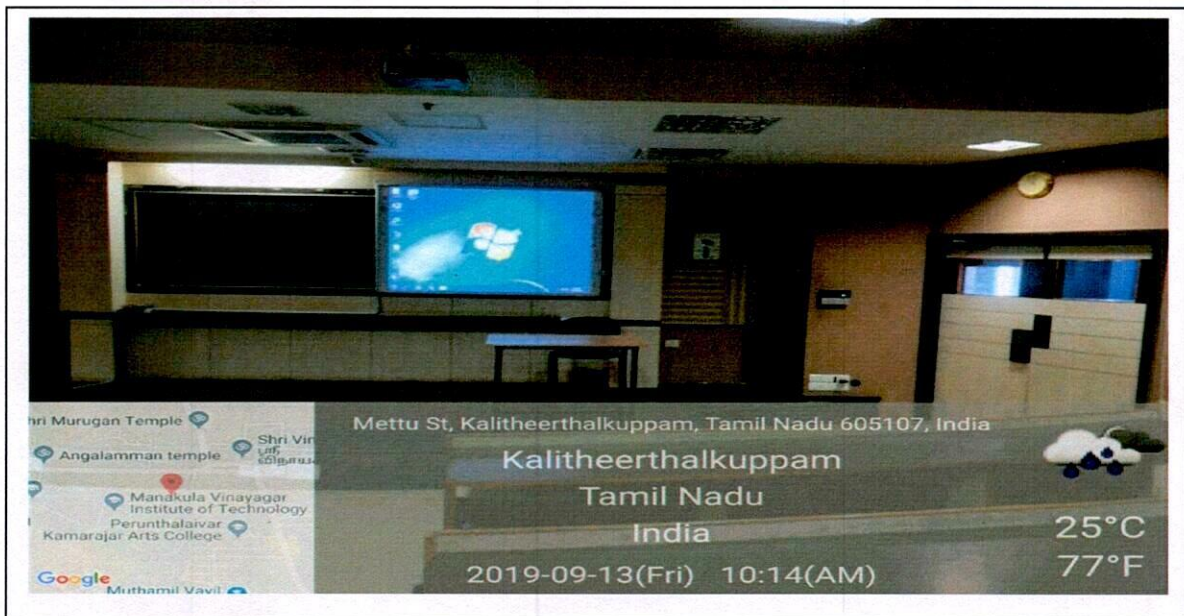 Mettu St, Kalitheerthalkuppam, Tamil Nadu 605107, India
Kalitheerthalkuppam
Tamil Nadu
India
2019-09-13(Fri) 10:14(AM)
25°C
77°F
hri Murugan Temple
Shri Vin
ஸ்ரீ
விநாயக
Angalamman temple
Manakula Vinayagar
Institute of Technology
Perunthalaivar
Kamarajar Arts College
Google
Muthamil Vayil